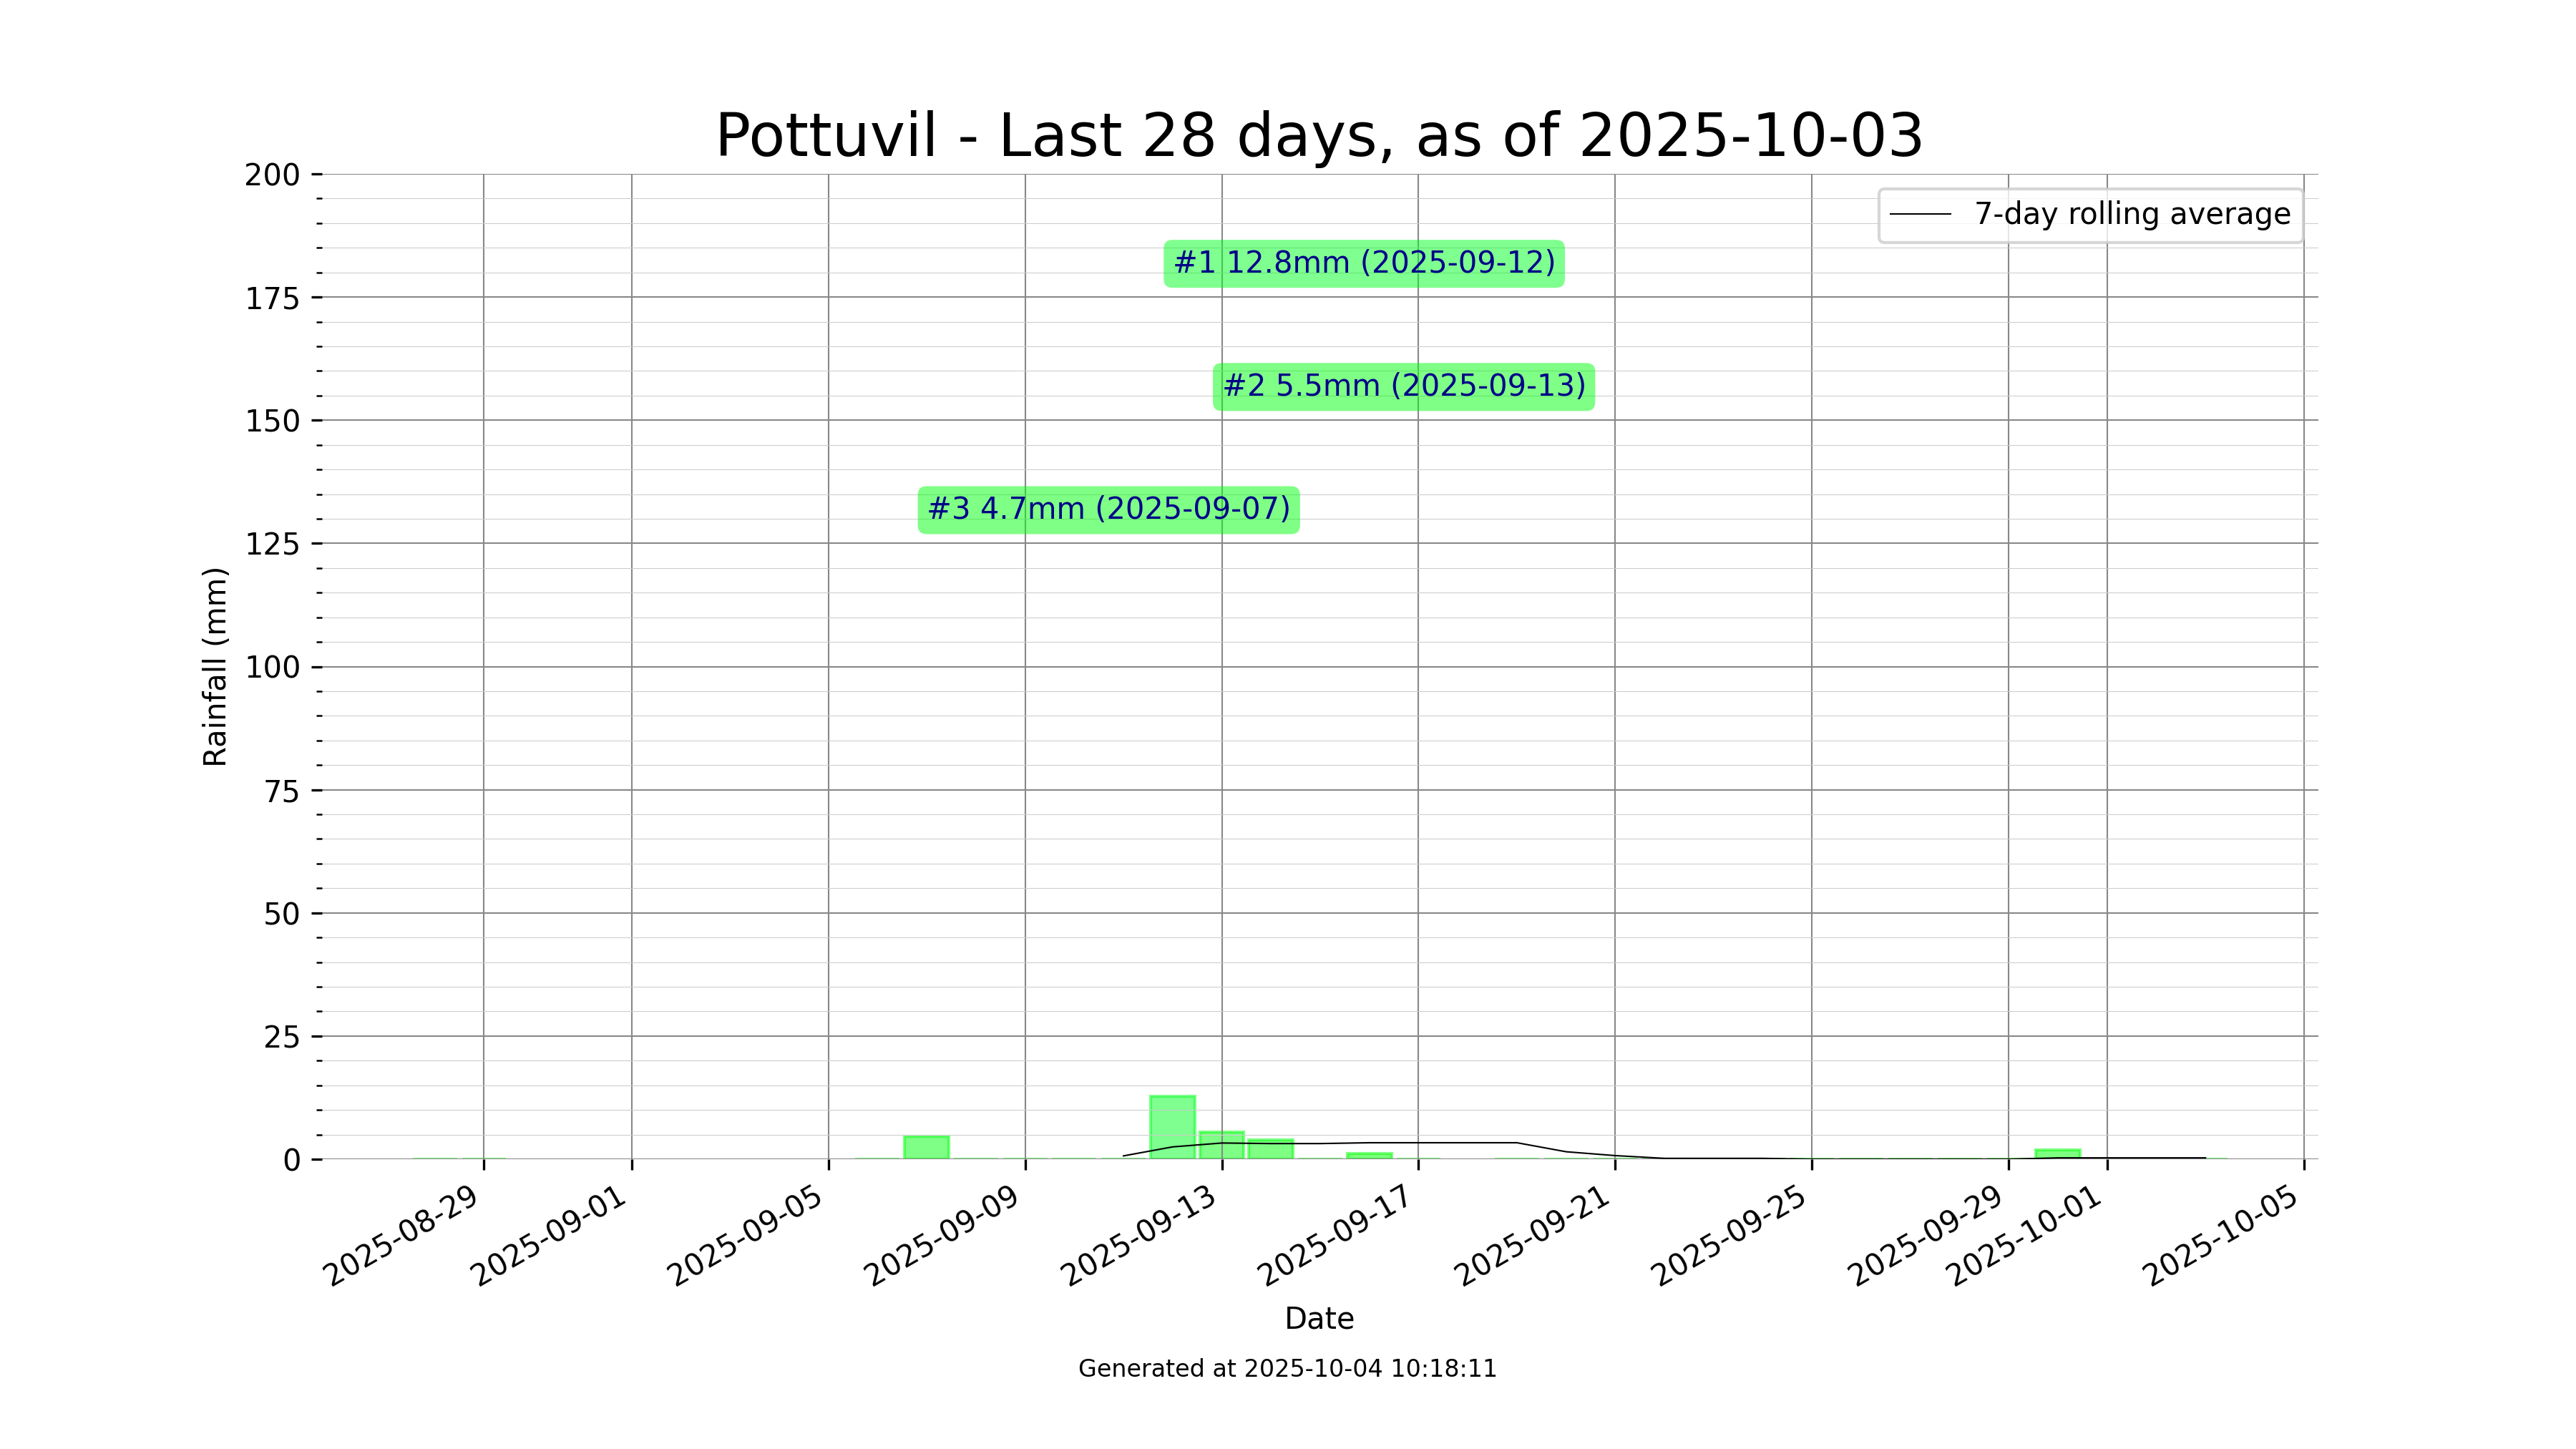 Pottuvil - Last 28 days, as of 2025-10-03
7-day rolling average
#1 12.8mm (2025-09-12)
#2 5.5mm (2025-09-13)
#3 4.7mm (2025-09-07)
Rainfall (mm)
200
175
150
125
100
75
50
25
0
2025-08-29
2025-09-01
2025-09-05
2025-09-09
2025-09-13
2025-09-17
2025-09-21
2025-09-25
2025-09-29
2025-10-01
2025-10-05
Date
Generated at 2025-10-04 10:18:11